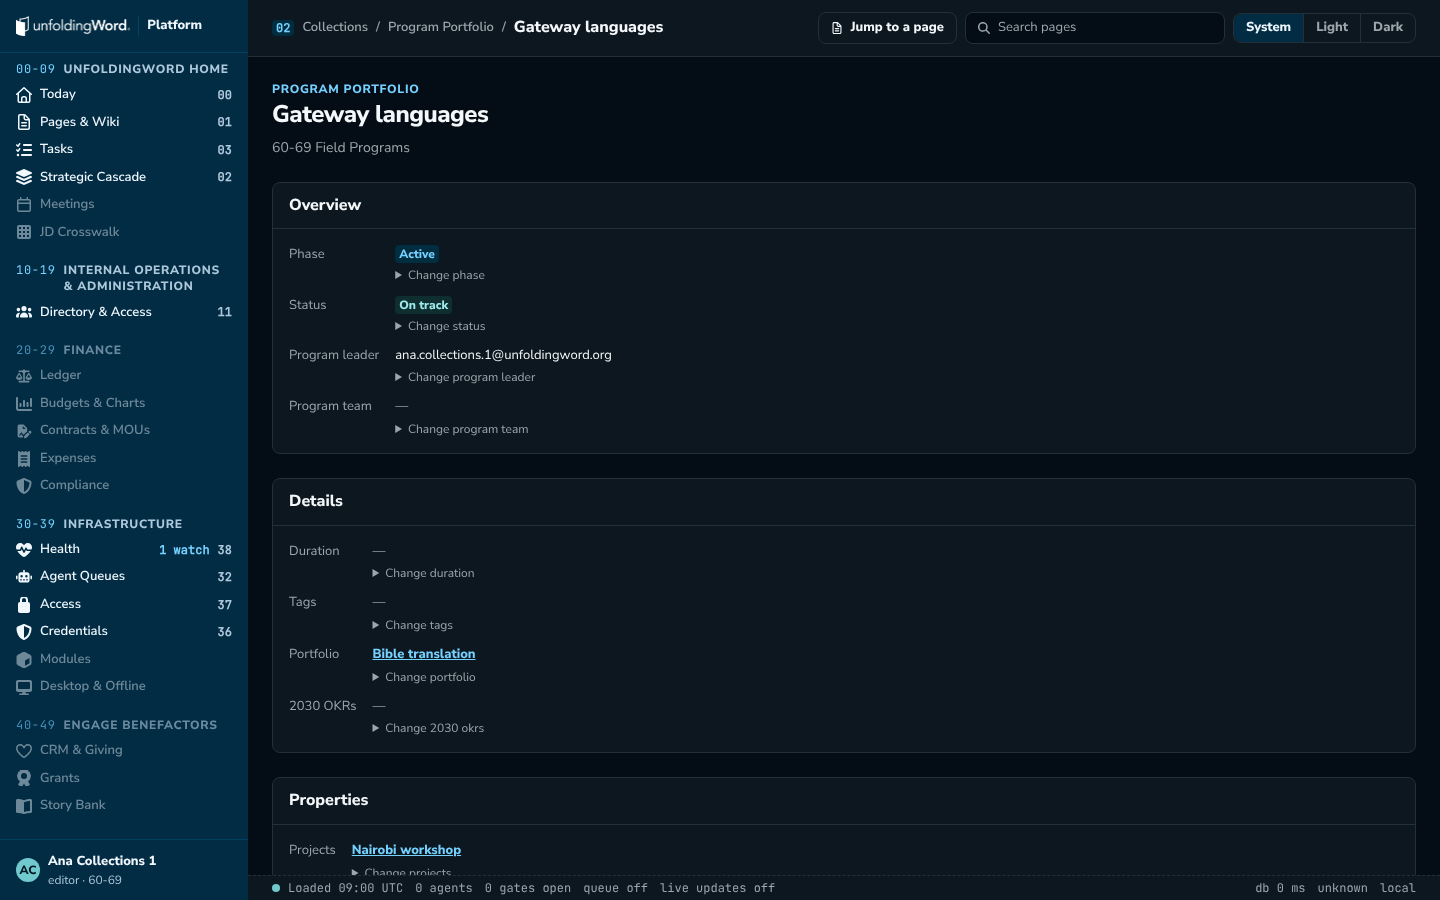 unfoldingWord. Platform
00-09 UNFOLDINGWORD HOME
Today 00
Pages & Wiki 01
Tasks 03
Strategic Cascade 02
Meetings
JD Crosswalk
10-19 INTERNAL OPERATIONS
& ADMINISTRATION
Directory & Access 11
20-29 FINANCE
Ledger
Budgets & Charts
Contracts & MOUs
Expenses
Compliance
30-39 INFRASTRUCTURE
Health 1 watch 38
Agent Queues 32
Access 37
Credentials 36
Modules
Desktop & Offline
40-49 ENGAGE BENEFACTORS
CRM & Giving
Grants
Story Bank
AC
Ana Collections 1
editor · 60-69
02 Collections / Program Portfolio / Gateway languages
Jump to a page
Search pages
System Light Dark
PROGRAM PORTFOLIO
Gateway languages
60-69 Field Programs
Overview
Phase Active
Change phase
Status On track
Change status
Program leader ana.collections.1@unfoldingword.org
Change program leader
Program team —
Change program team
Details
Duration —
Change duration
Tags —
Change tags
Portfolio Bible translation
Change portfolio
2030 OKRs —
Change 2030 okrs
Properties
Projects Nairobi workshop
Change projects
Loaded 09:00 UTC 0 agents 0 gates open queue off live updates off
db 0 ms unknown local